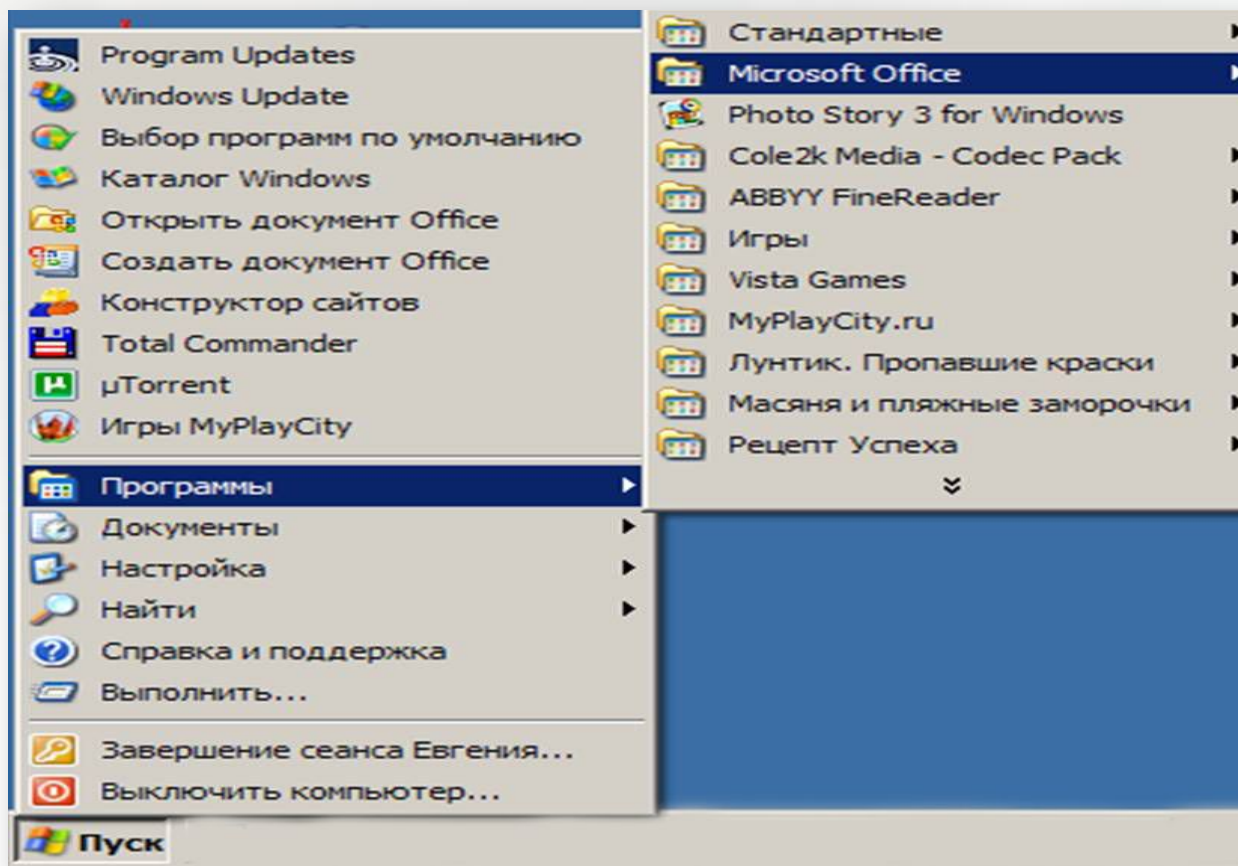 Program Updates
Windows Update
Выбор программ по умолчанию
Каталог Windows
Открыть документ Office
Создать документ Office
Конструктор сайтов
Total Commander
µTorrent
Игры MyPlayCity
Программы
Документы
Настройка
Найти
Справка и поддержка
Выполнить...
Завершение сеанса Евгения...
Выключить компьютер...
Пуск
Стандартные
Microsoft Office
Photo Story 3 for Windows
Cole2k Media - Codec Pack
ABBYY FineReader
Игры
Vista Games
MyPlayCity.ru
Лунтик. Пропавшие краски
Масяня и пляжные заморочки
Рецепт Успеха